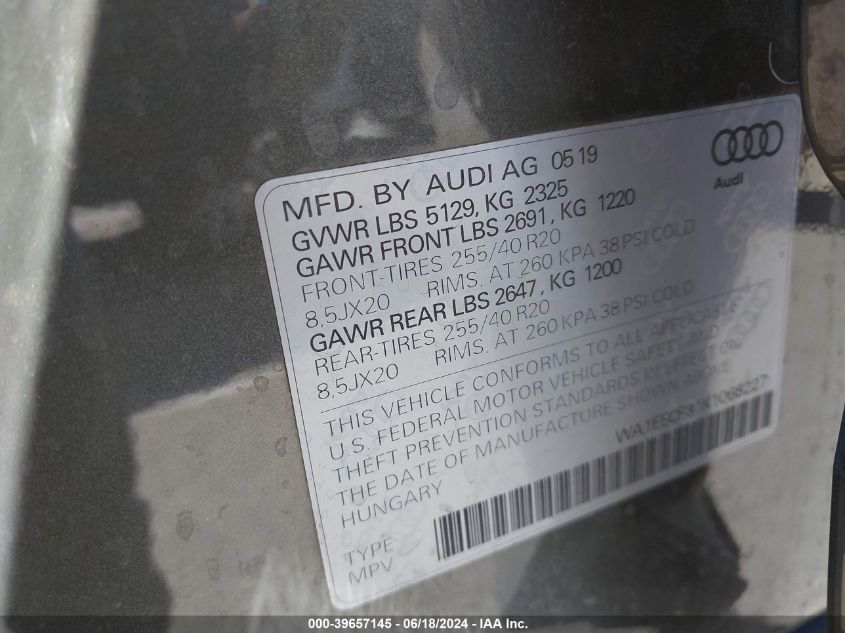 MFD. BY AUDI AG 05 19
Audi
GVWR LBS 5129, KG 2325
GAWR FRONT LBS 2691, KG 1220
FRONT-TIRES 255/40 R20
8,5JX20 RIMS, AT 260 KPA 38 PSI COLD
GAWR REAR LBS 2647, KG 1200
REAR-TIRES 255/40 R20
8,5JX20 RIMS, AT 260 KPA 38 PSI COLD
THIS VEHICLE CONFORMS TO ALL APPLICABLE
U.S. FEDERAL MOTOR VEHICLE SAFETY AND
THEFT PREVENTION STANDARDS IN EFFECT ON
THE DATE OF MANUFACTURE SHOWN ABOVE
HUNGARY
TYPE
MPV
000-39657145 - 06/18/2024 - IAA Inc.